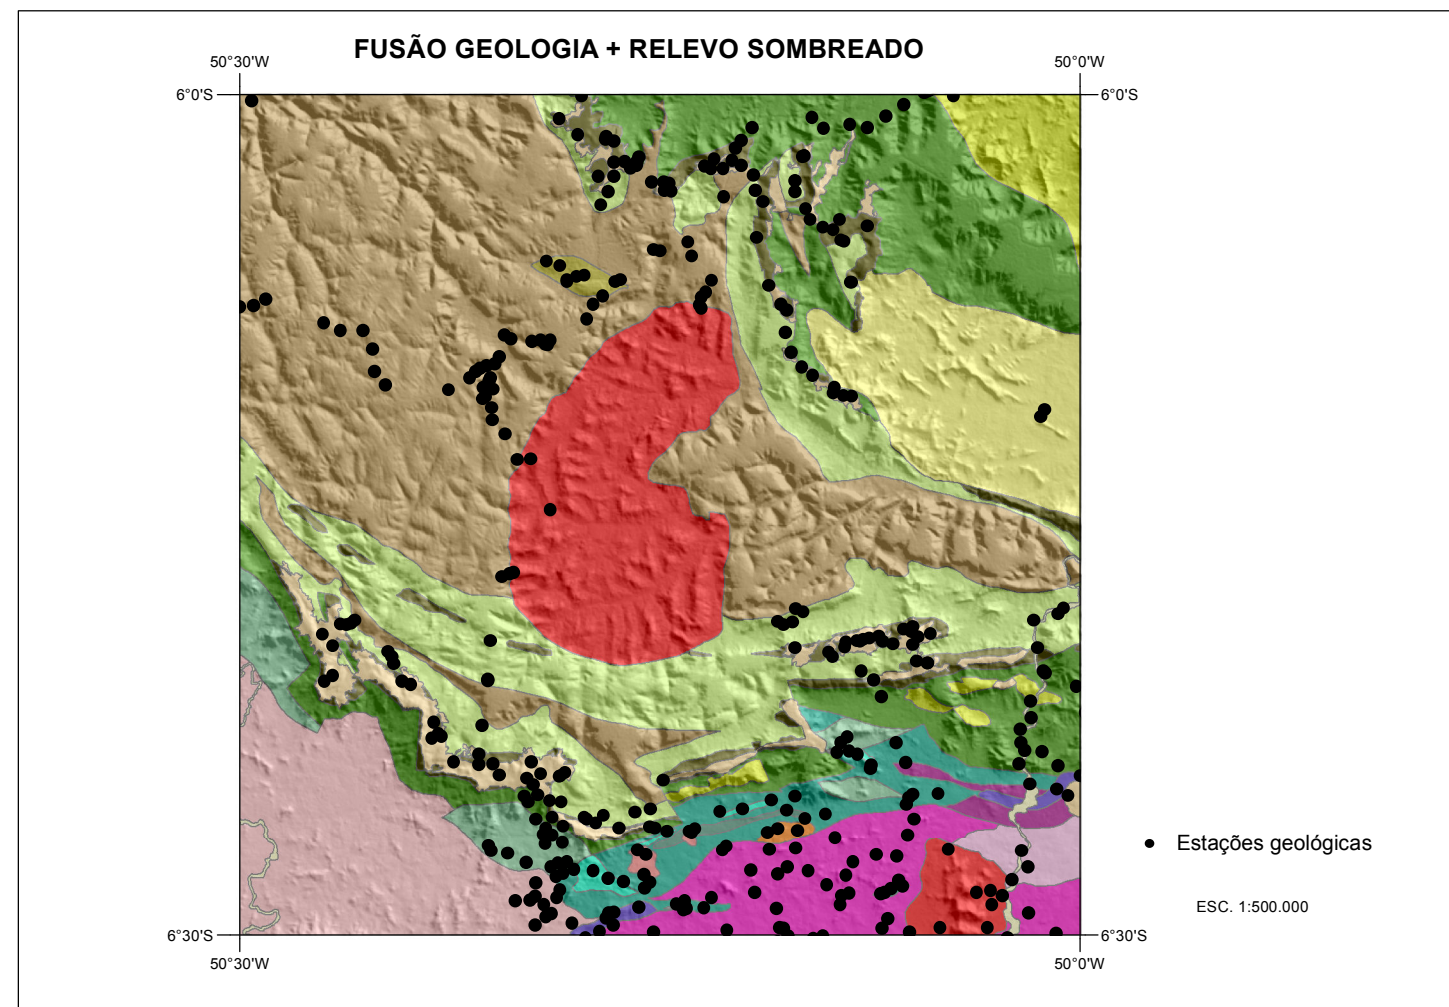 FUSÃO GEOLOGIA + RELEVO SOMBREADO
50°30'W
50°0'W
6°0'S
6°0'S
Estações geológicas
ESC. 1:500.000
6°30'S
6°30'S
50°30'W
50°0'W